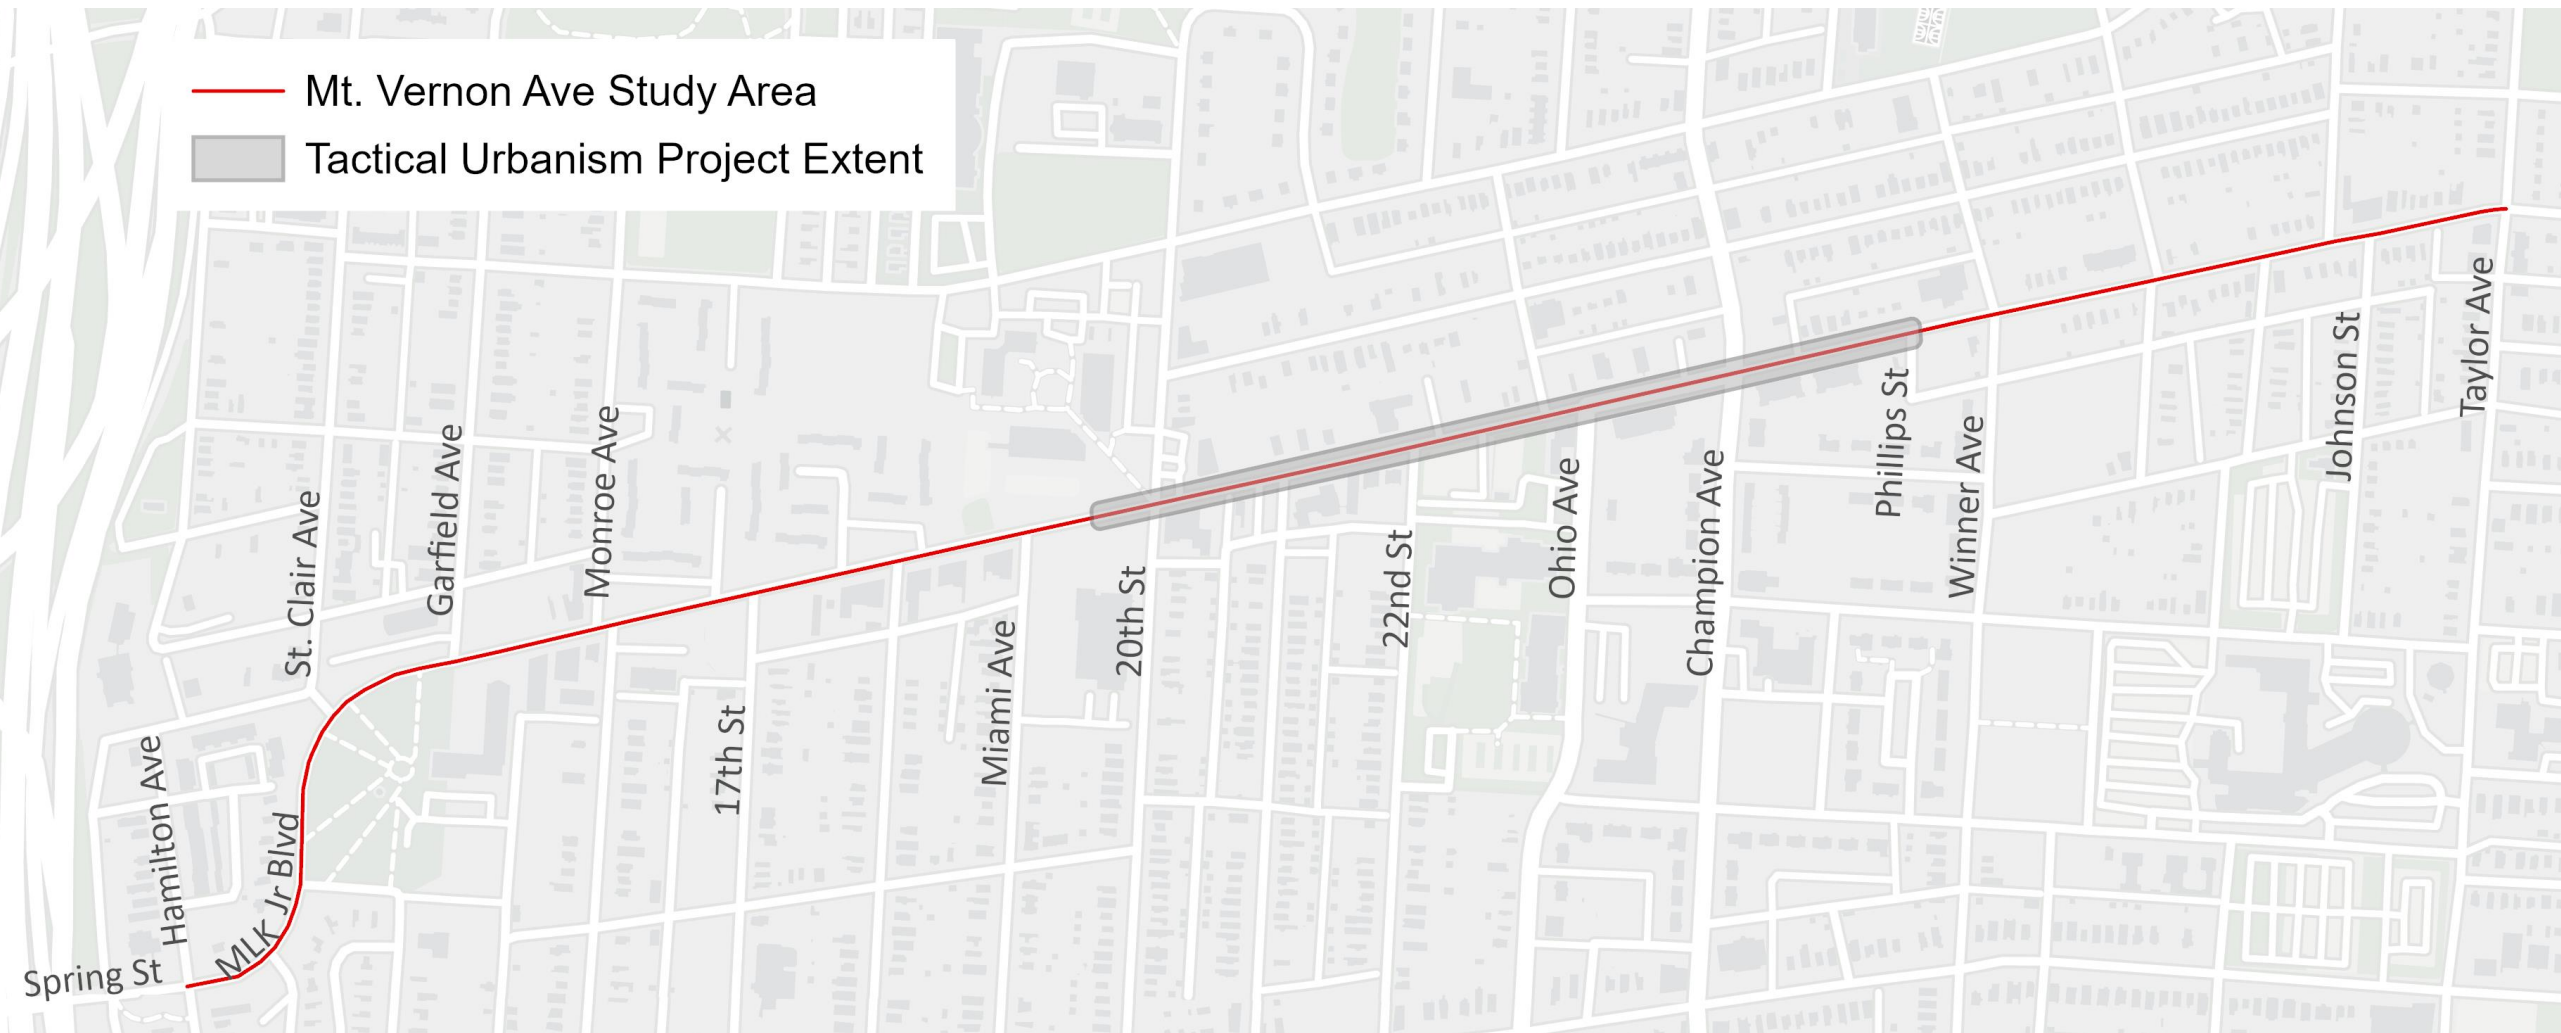 Mt. Vernon Ave Study Area
Tactical Urbanism Project Extent
St. Clair Ave
Garfield Ave
Monroe Ave
Hamilton Ave
MLK Jr Blvd
Spring St
17th St
Miami Ave
20th St
22nd St
Ohio Ave
Champion Ave
Phillips St
Winner Ave
Johnson St
Taylor Ave